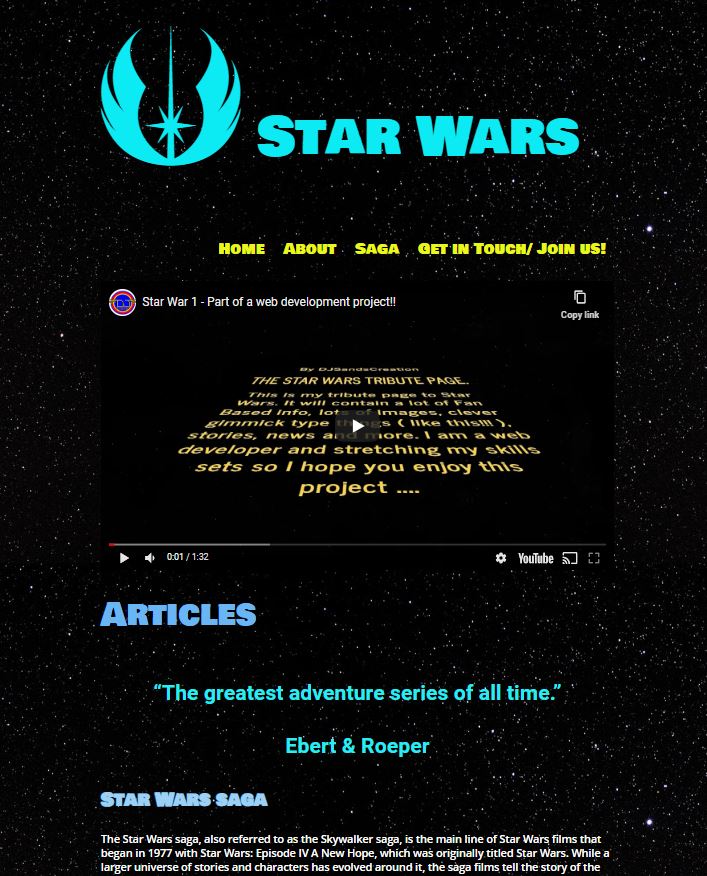 Star Wars
Home About Saga Get in Touch/ Join uS!
Star War 1 - Part of a web development project!!
Copy link
By DJSandsCreation
THE STAR WARS TRIBUTE PAGE.
This is my tribute page to Star
Wars. It will contain a lot of Fan
Based info, lots of images, clever
gimmick type things ( like this!!! ),
stories, news and more. I am a web
developer and stretching my skills
sets so I hope you enjoy this
project ....
0:01 / 1:32
YouTube
Articles
“The greatest adventure series of all time.”
Ebert & Roeper
Star Wars saga
The Star Wars saga, also referred to as the Skywalker saga, is the main line of Star Wars films that
began in 1977 with Star Wars: Episode IV A New Hope, which was originally titled Star Wars. While a
larger universe of stories and characters has evolved around it, the saga films tell the story of the